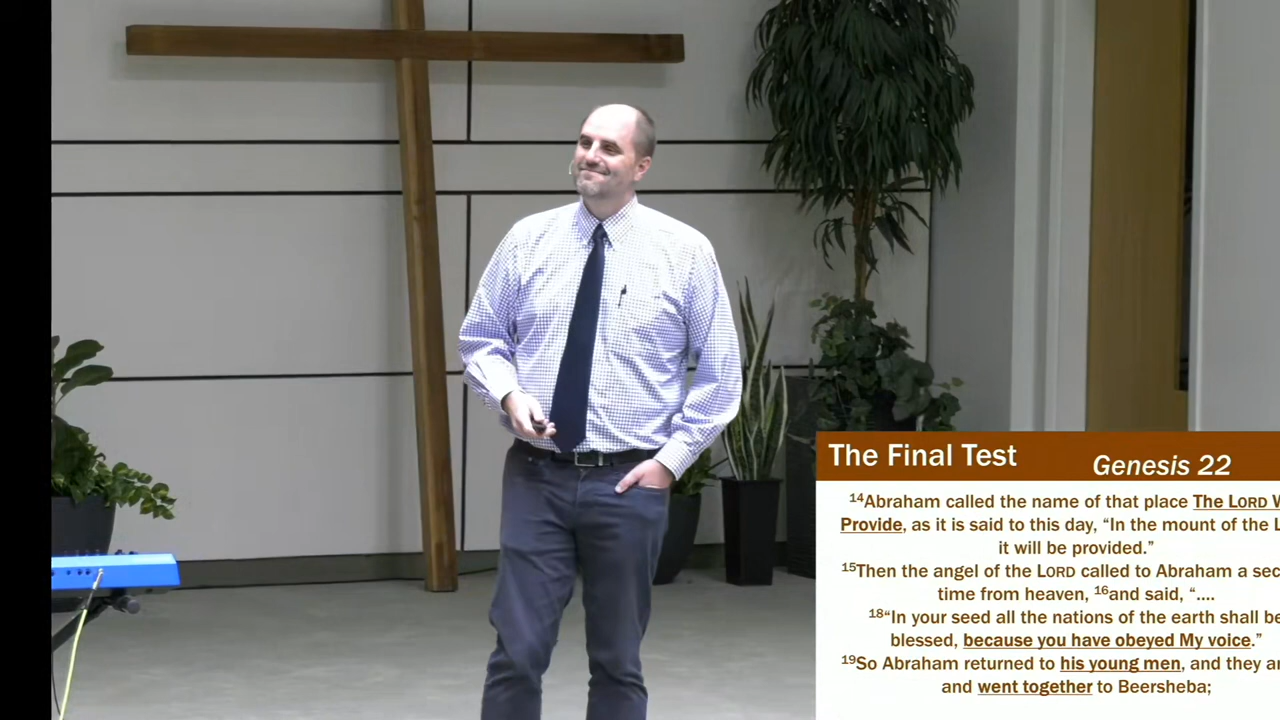 The Final Test
Genesis 22
¹⁴Abraham called the name of that place The LORD
Provide, as it is said to this day, “In the mount of the
it will be provided.”
¹⁵Then the angel of the LORD called to Abraham a
time from heaven, ¹⁶and said, “....
¹⁸“In your seed all the nations of the earth shall be
blessed, because you have obeyed My voice.”
¹⁹So Abraham returned to his young men, and they
and went together to Beersheba;